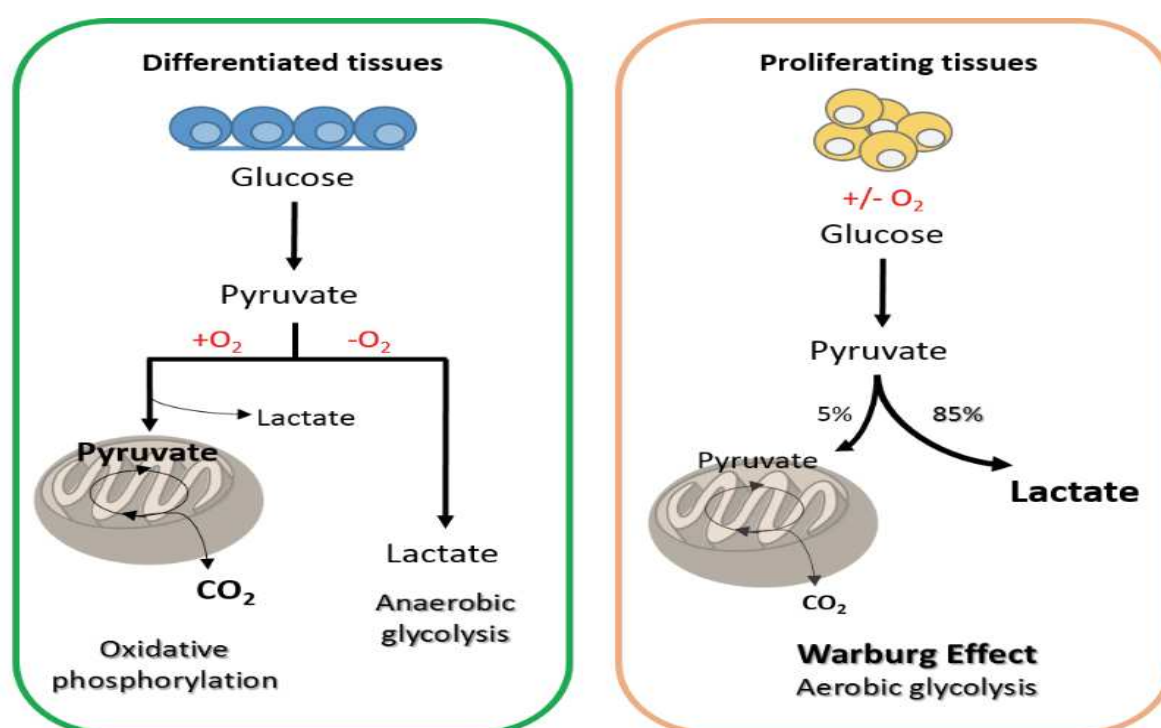 Differentiated tissues
Glucose
Pyruvate
+O₂
-O₂
Lactate
Pyruvate
CO₂
Lactate
Oxidative
phosphorylation
Anaerobic
glycolysis
Proliferating tissues
+/- O₂
Glucose
Pyruvate
5%
85%
Pyruvate
Lactate
CO₂
Warburg Effect
Aerobic glycolysis